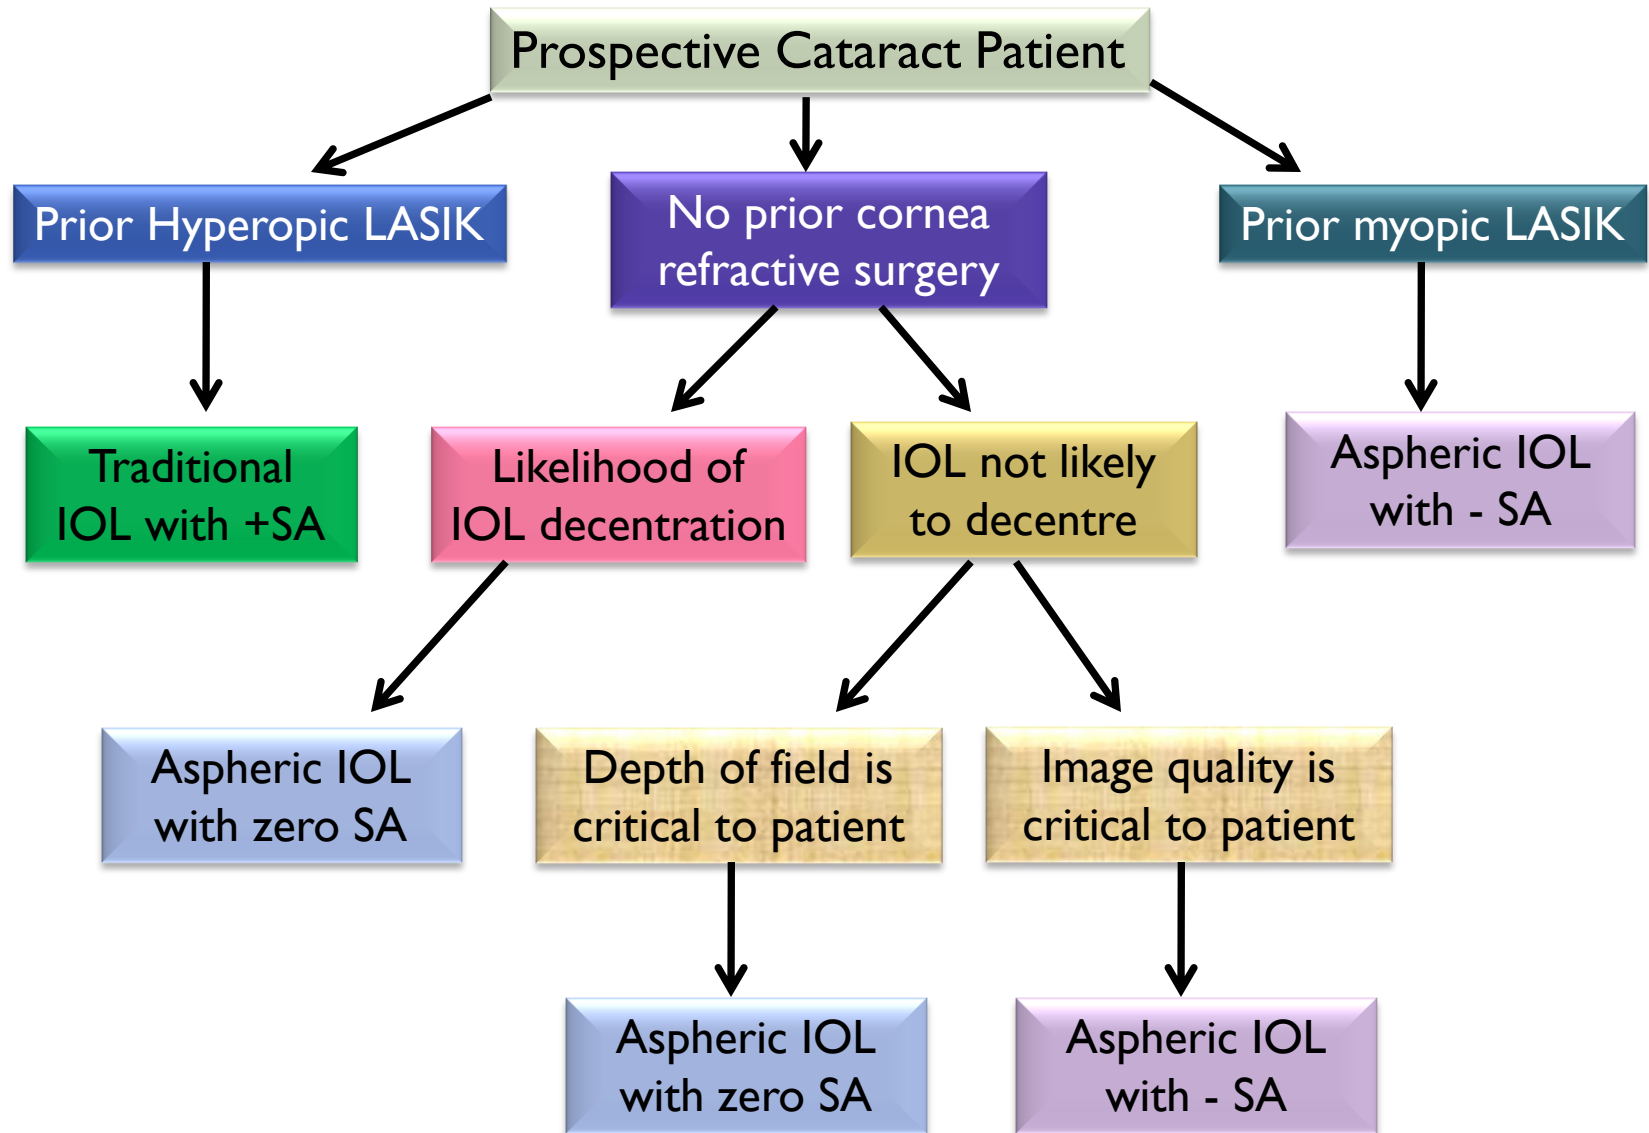 Prospective Cataract Patient
Prior Hyperopic LASIK
No prior cornea
refractive surgery
Prior myopic LASIK
Traditional
IOL with +SA
Likelihood of
IOL decentration
IOL not likely
to decentre
Aspheric IOL
with - SA
Aspheric IOL
with zero SA
Depth of field is
critical to patient
Image quality is
critical to patient
Aspheric IOL
with zero SA
Aspheric IOL
with - SA